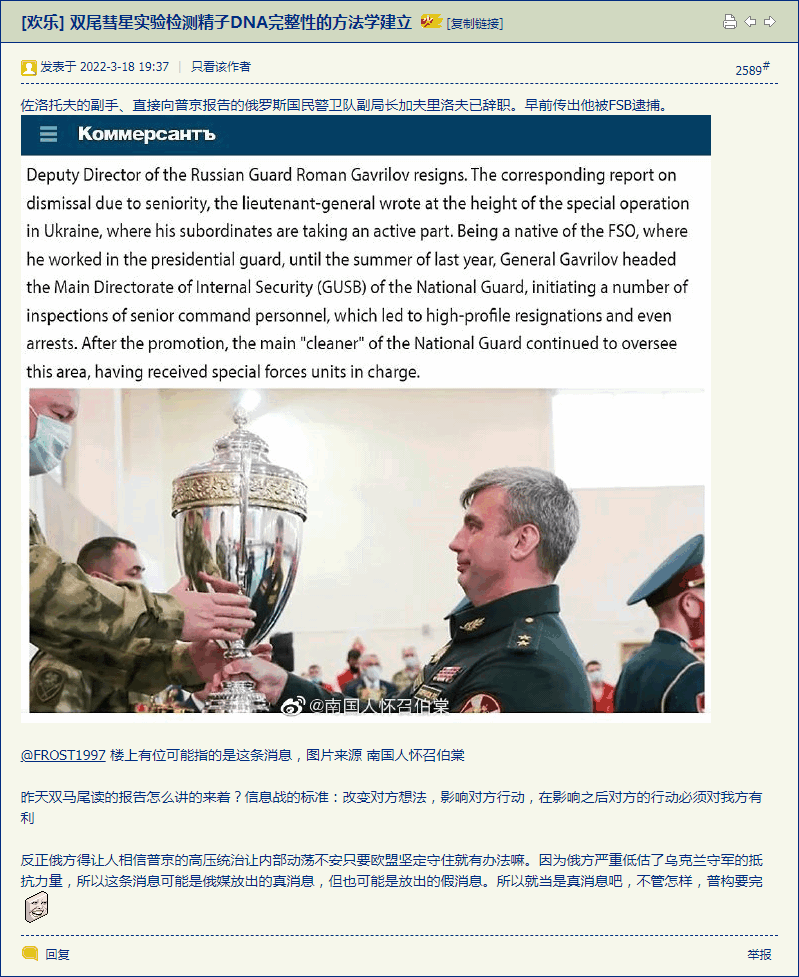 [欢乐] 双尾彗星实验检测精子DNA完整性的方法学建立 [复制链接]
发表于 2022-3-18 19:37 | 只看该作者
2589#
佐洛托夫的副手、直接向普京报告的俄罗斯国民警卫队副局长加夫里洛夫已辞职。早前传出他被FSB逮捕。
Коммерсантъ
Deputy Director of the Russian Guard Roman Gavrilov resigns. The corresponding report on
dismissal due to seniority, the lieutenant-general wrote at the height of the special operation
in Ukraine, where his subordinates are taking an active part. Being a native of the FSO, where
he worked in the presidential guard, until the summer of last year, General Gavrilov headed
the Main Directorate of Internal Security (GUSB) of the National Guard, initiating a number of
inspections of senior command personnel, which led to high-profile resignations and even
arrests. After the promotion, the main "cleaner" of the National Guard continued to oversee
this area, having received special forces units in charge.
@南国人怀召伯棠
@FROST1997 楼上有位可能指的是这条消息，图片来源 南国人怀召伯棠
昨天双马尾读的报告怎么讲的来着？信息战的标准：改变对方想法，影响对方行动，在影响之后对方的行动必须对我方有
利
反正俄方得让人相信普京的高压统治让内部动荡不安只要欧盟坚定守住就有办法嘛。因为俄方严重低估了乌克兰守军的抵
抗力量，所以这条消息可能是俄媒放出的真消息，但也可能是放出的假消息。所以就当是真消息吧，不管怎样，普构要完
回复
举报